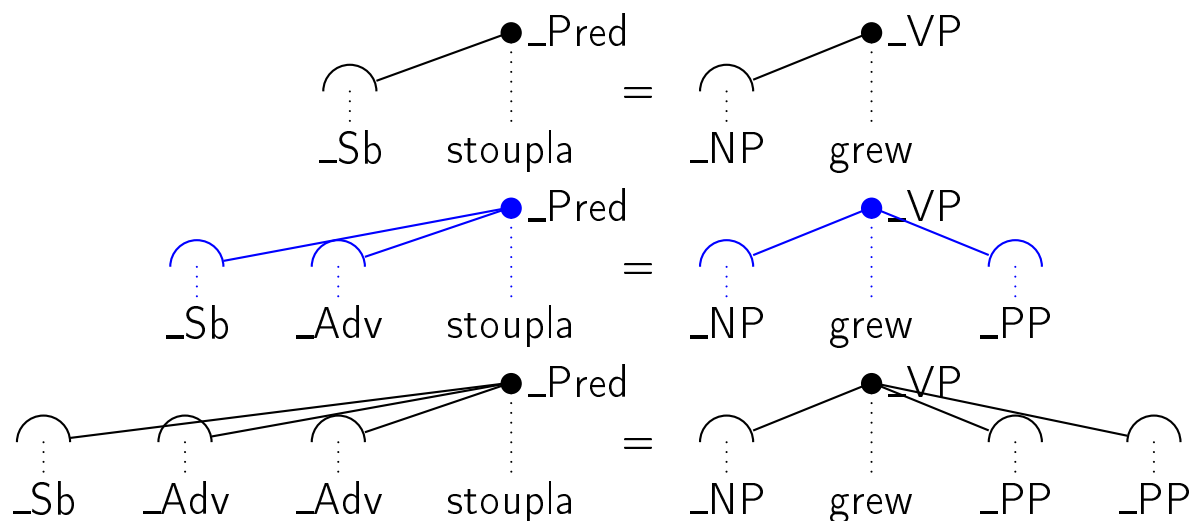 _Pred = _VP
_Sb stoupla _NP grew
_Pred = _VP
_Sb _Adv stoupla _NP grew _PP
_Pred = _VP
_Sb _Adv _Adv stoupla _NP grew _PP _PP